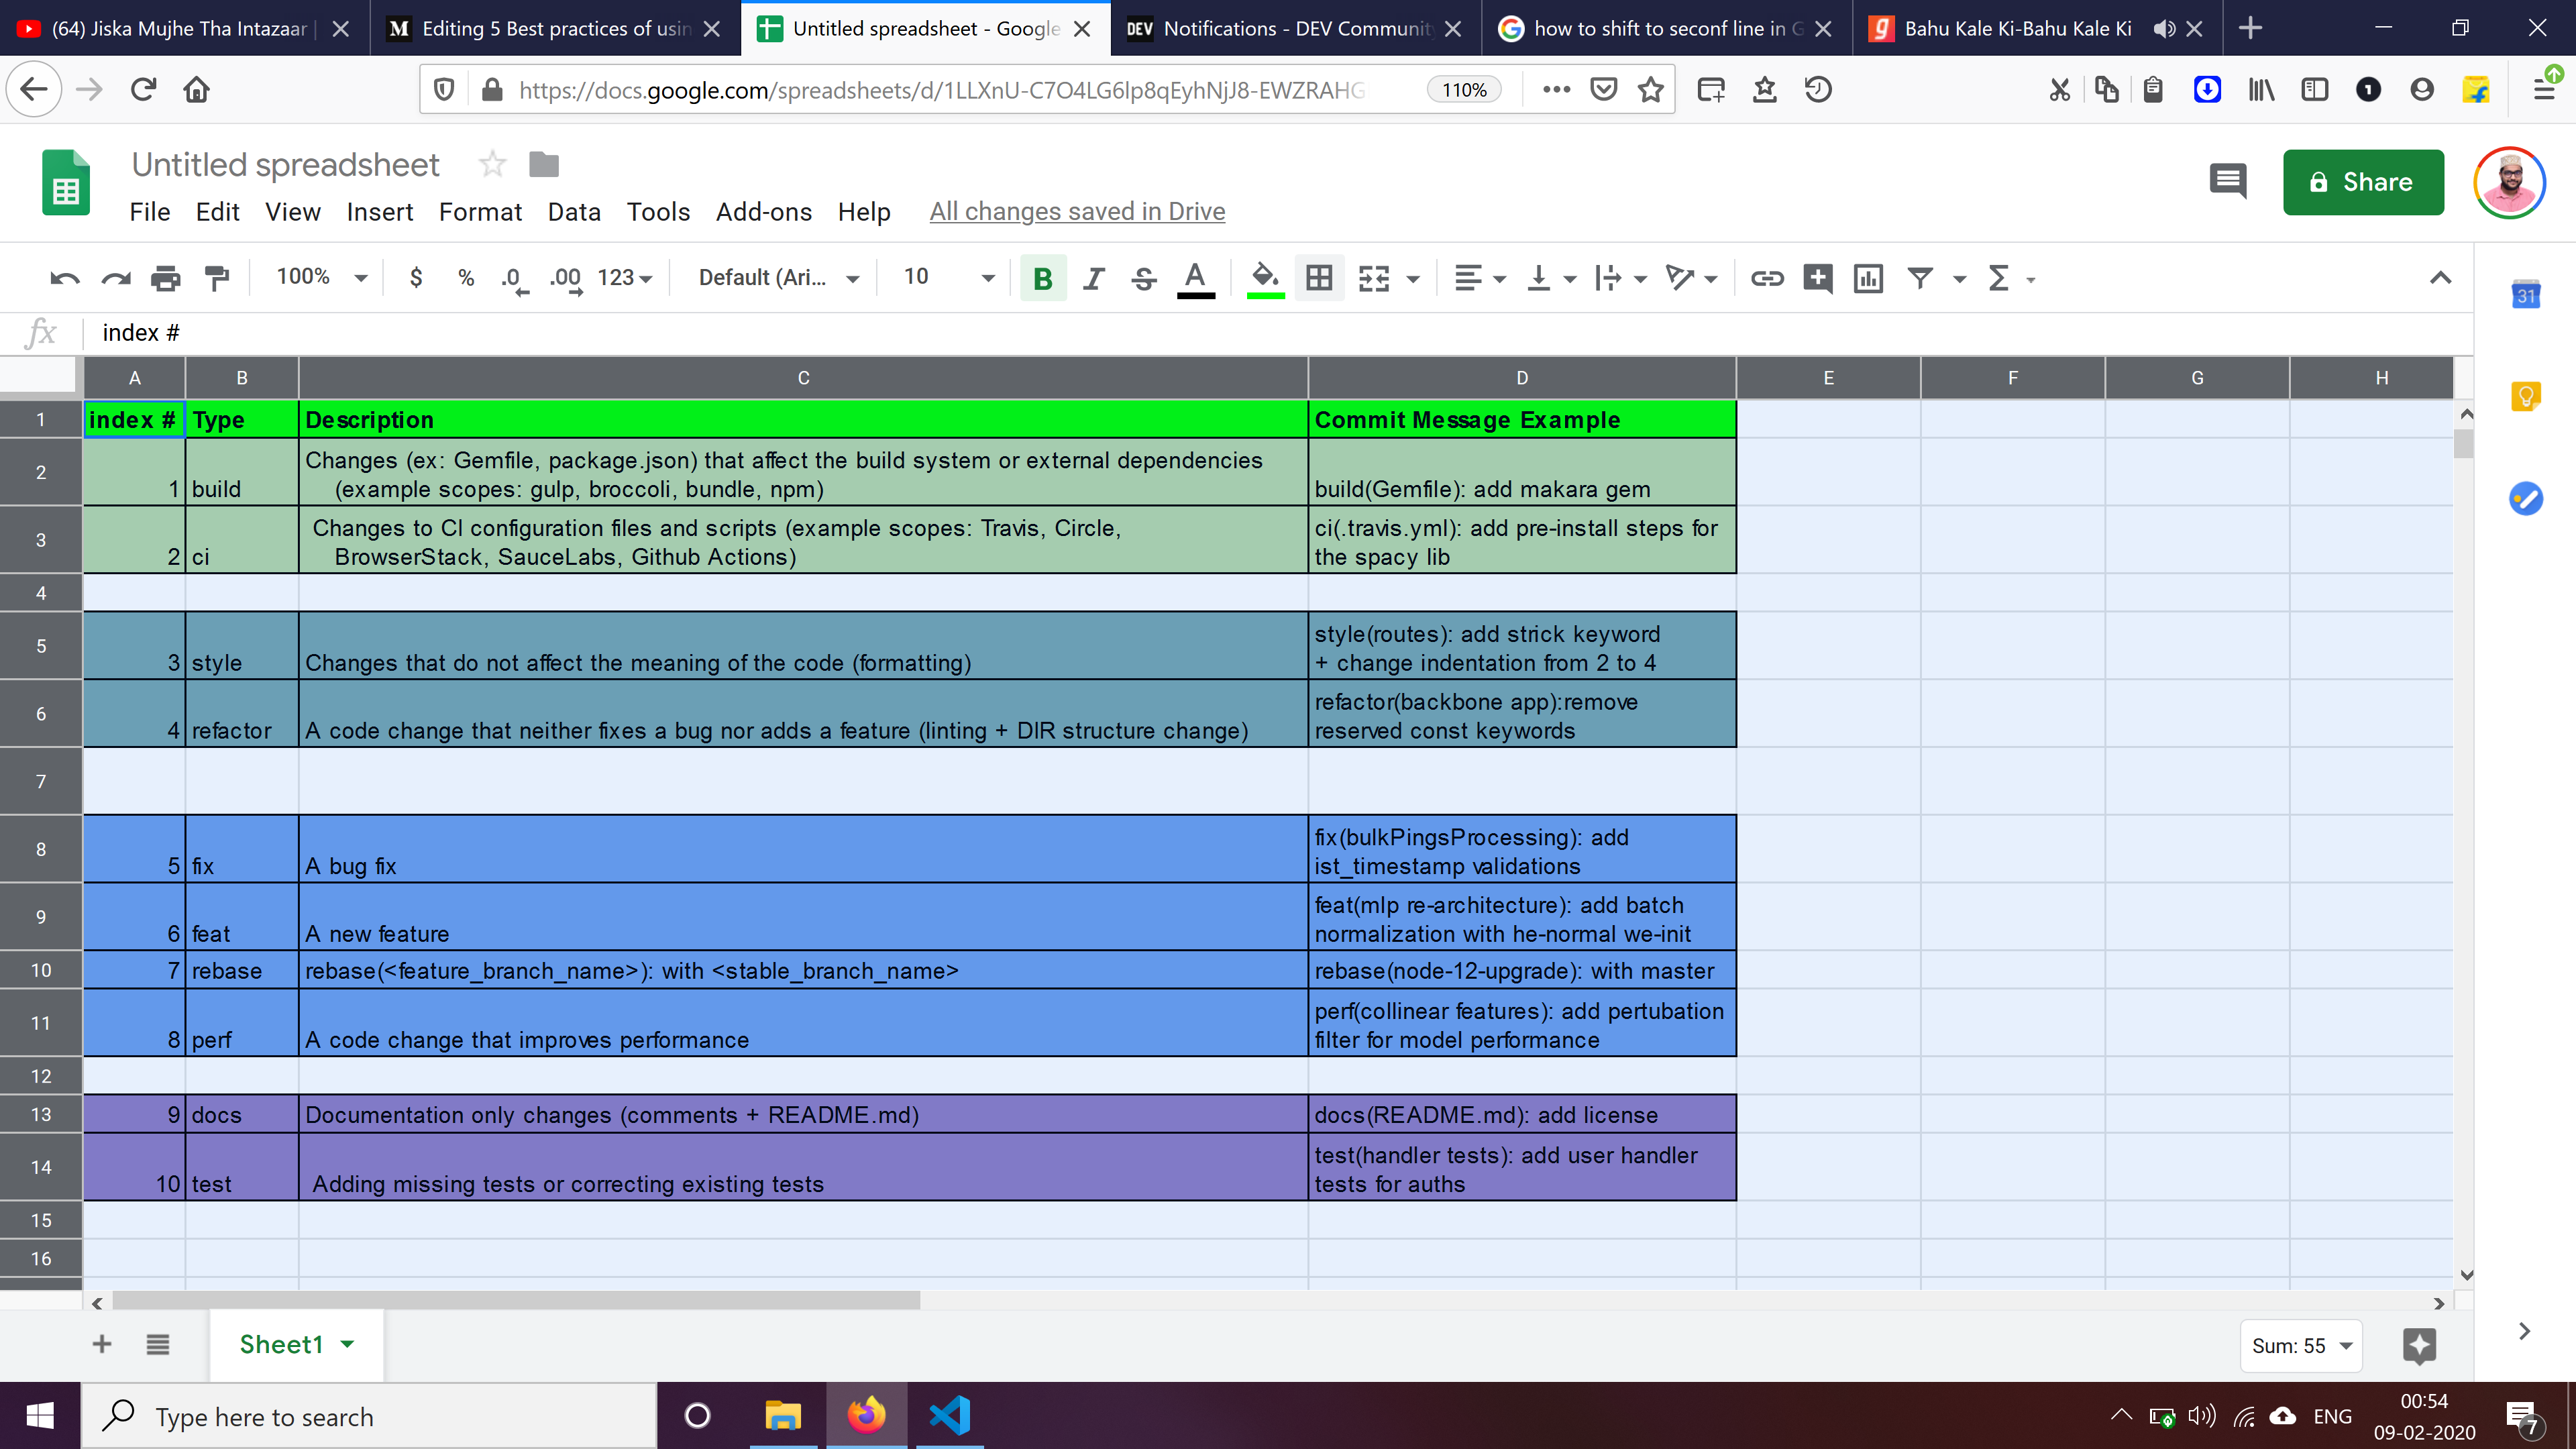 (64) Jiska Mujhe Tha Intazaar |
M Editing 5 Best practices of usin
Untitled spreadsheet - Google
DEV Notifications - DEV Communit
how to shift to seconf line in G
g Bahu Kale Ki-Bahu Kale Ki
https://docs.google.com/spreadsheets/d/1LLXnU-C7O4LG6lp8qEyhNjJ8-EWZRAHG
110%
Untitled spreadsheet
File Edit View Insert Format Data Tools Add-ons Help All changes saved in Drive
Share
100% $ % .0 .00 123 Default (Ari... 10 B I S A Σ
31
fx index #
A B C D E F G H
1 index # Type Description Commit Message Example
2 1 build Changes (ex: Gemfile, package.json) that affect the build system or external dependencies
(example scopes: gulp, broccoli, bundle, npm) build(Gemfile): add makara gem
3 2 ci Changes to CI configuration files and scripts (example scopes: Travis, Circle,
BrowserStack, SauceLabs, Github Actions) ci(.travis.yml): add pre-install steps for
the spacy lib
4
5 3 style Changes that do not affect the meaning of the code (formatting) style(routes): add strick keyword
+ change indentation from 2 to 4
6 4 refactor A code change that neither fixes a bug nor adds a feature (linting + DIR structure change) refactor(backbone app):remove
reserved const keywords
7
8 5 fix A bug fix fix(bulkPingsProcessing): add
ist_timestamp validations
9 6 feat A new feature feat(mlp re-architecture): add batch
normalization with he-normal we-init
10 7 rebase rebase(<feature_branch_name>): with <stable_branch_name> rebase(node-12-upgrade): with master
11 8 perf A code change that improves performance perf(collinear features): add pertubation
filter for model performance
12
13 9 docs Documentation only changes (comments + README.md) docs(README.md): add license
14 10 test Adding missing tests or correcting existing tests test(handler tests): add user handler
tests for auths
15
16
Sheet1
Sum: 55
Type here to search
ENG
00:54
09-02-2020
7